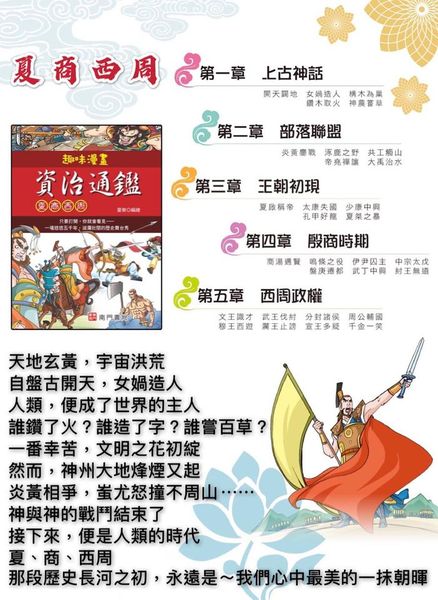 夏商西周
第一章 上古神話
開天闢地 女媧造人 構木為巢
鑽木取火 神農嘗草
第二章 部落聯盟
炎黃鏖戰 涿鹿之野 共工觸山
帝堯禪讓 大禹治水
第三章 王朝初現
夏啟稱帝 太康失國 少康中興
孔甲好龍 夏桀之暴
第四章 殷商時期
商湯遇賢 鳴條之役 伊尹囚主 中宗太戊
盤庚遷都 武丁中興 紂王無道
第五章 西周政權
文王識才 武王伐紂 分封諸侯 周公輔國
穆王西遊 厲王止謗 宣王多疑 千金一笑
趣味漫畫
資治通鑑
夏商西周
只要打開，你就會看見——
南門書
天地玄黃，宇宙洪荒
自盤古開天，女媧造人
人類，便成了世界的主人
誰鑽了火？誰造了字？誰嘗百草？
一番辛苦，文明之花初綻
然而，神州大地烽煙又起
炎黃相爭，蚩尤怒撞不周山……
神與神的戰鬥結束了
接下來，便是人類的時代
夏、商、西周
那段歷史長河之初，永遠是～我們心中最美的一抹朝暉